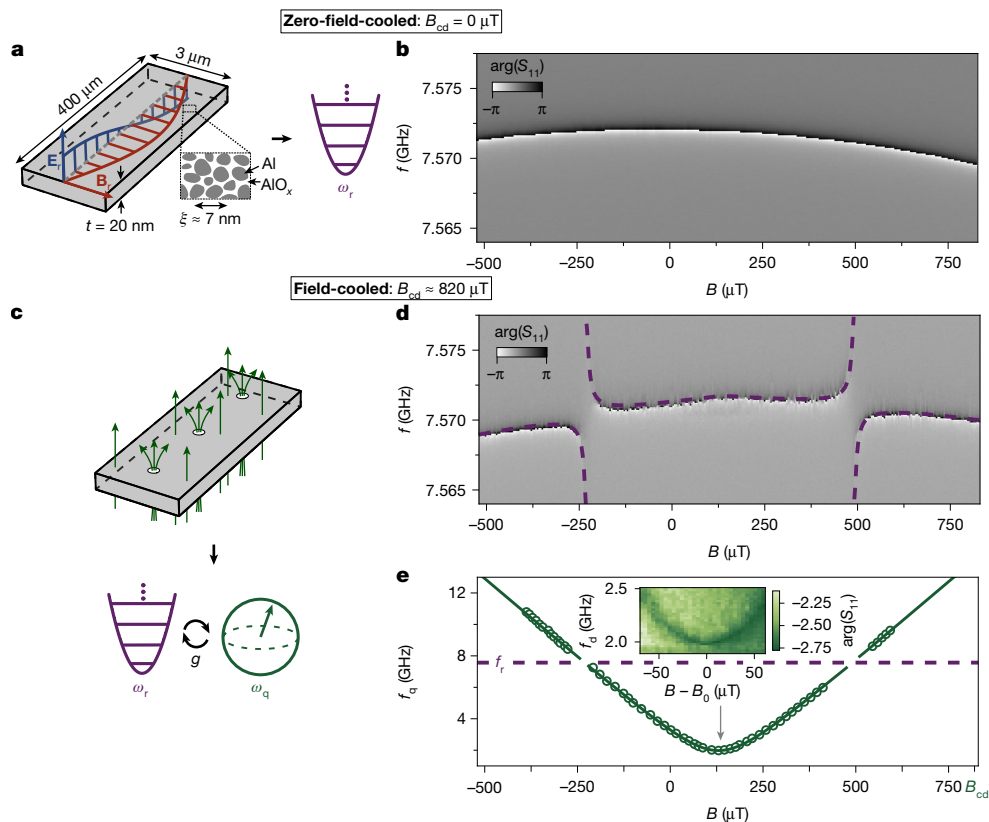 Zero-field-cooled: B_cd = 0 μT
a
400 μm
3 μm
E_r
B_r
t = 20 nm
Al
AlO_x
ξ ≈ 7 nm
ω_r
b
arg(S_11)
−π π
7.575
7.570
7.565
f (GHz)
−500 −250 0 250 500 750
B (μT)
Field-cooled: B_cd ≈ 820 μT
c
ω_r
g
ω_q
d
arg(S_11)
−π π
7.575
7.570
7.565
f (GHz)
−500 −250 0 250 500 750
B (μT)
e
12
8
4
f_q (GHz)
f_r
2.5
2.0
f_d (GHz)
−50 0 50
B − B_0 (μT)
−2.25
−2.50
−2.75
arg(S_11)
−500 −250 0 250 500 750 B_cd
B (μT)